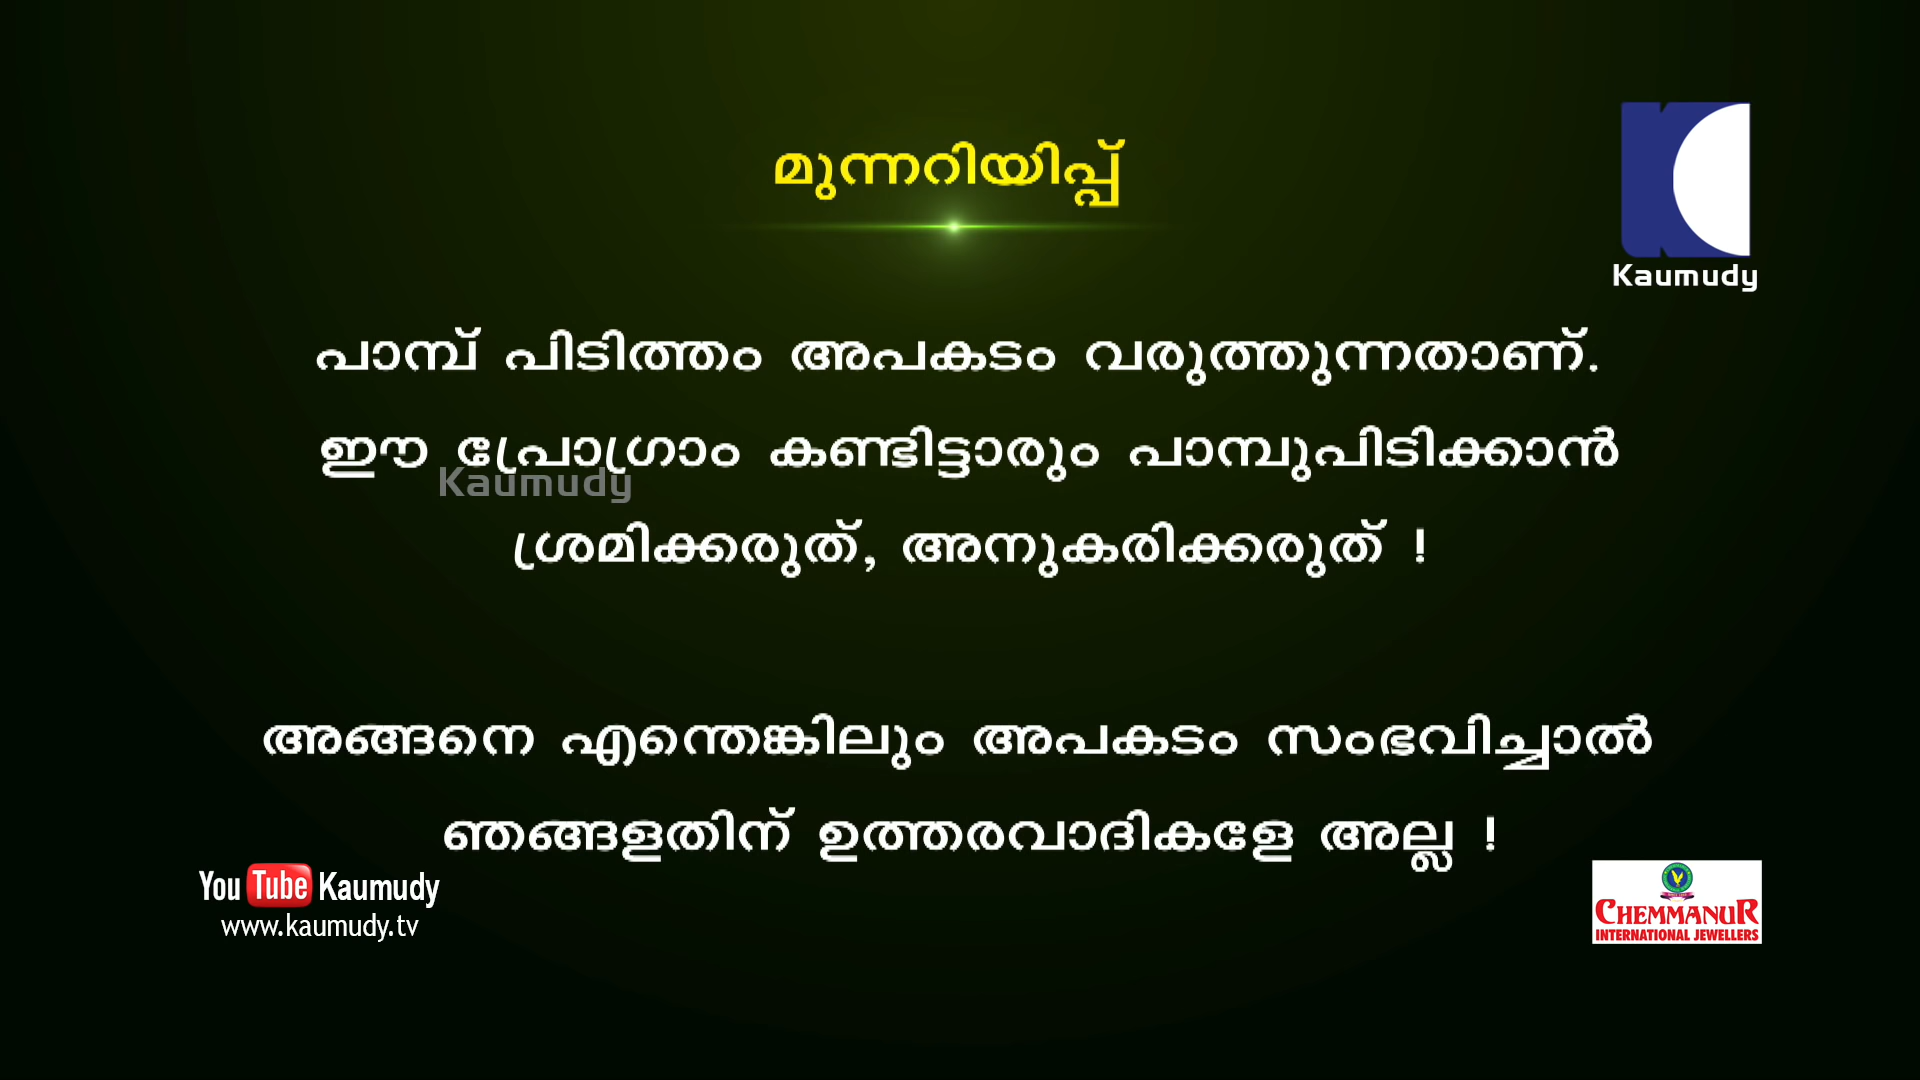 മുന്നറിയിപ്പ്
Kaumudy
പാമ്പ് പിടിത്തം അപകടം വരുത്തുന്നതാണ്.
ഈ പ്രോഗ്രാം കണ്ടിട്ടാരും പാമ്പുപിടിക്കാൻ
Kaumudy
ശ്രമിക്കരുത്, അനുകരിക്കരുത് !
അങ്ങനെ എന്തെങ്കിലും അപകടം സംഭവിച്ചാൽ
ഞങ്ങളതിന് ഉത്തരവാദികളേ അല്ല !
You Tube Kaumudy
www.kaumudy.tv
CHEMMANUR
INTERNATIONAL JEWELLERS